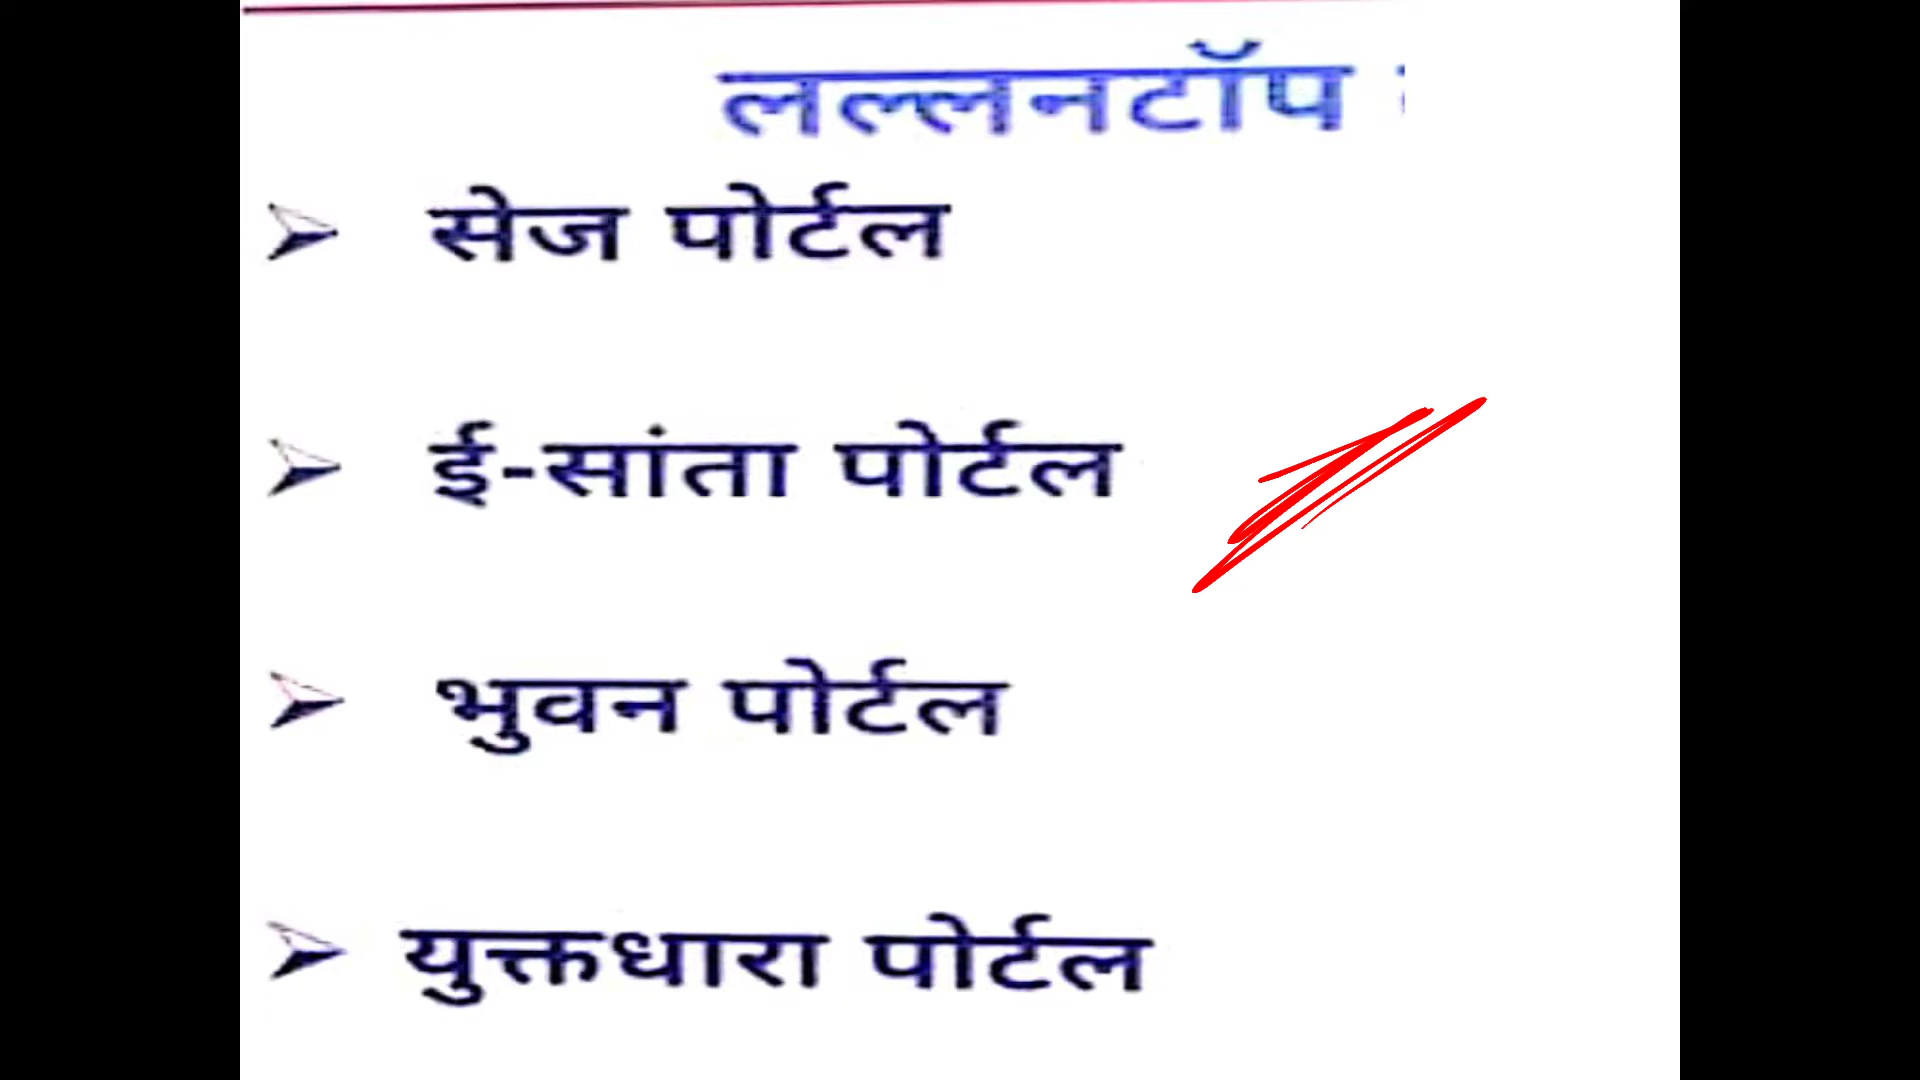 लल्लनटॉप
सेज पोर्टल
ई-सांता पोर्टल
भुवन पोर्टल
युक्तधारा पोर्टल